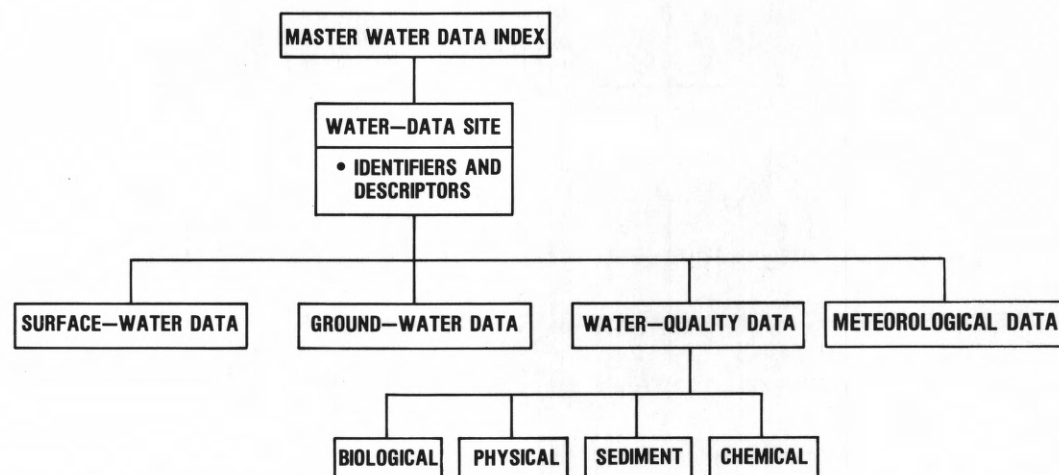 MASTER WATER DATA INDEX
WATER—DATA SITE
• IDENTIFIERS AND
DESCRIPTORS
SURFACE—WATER DATA
GROUND—WATER DATA
WATER—QUALITY DATA
METEOROLOGICAL DATA
BIOLOGICAL
PHYSICAL
SEDIMENT
CHEMICAL